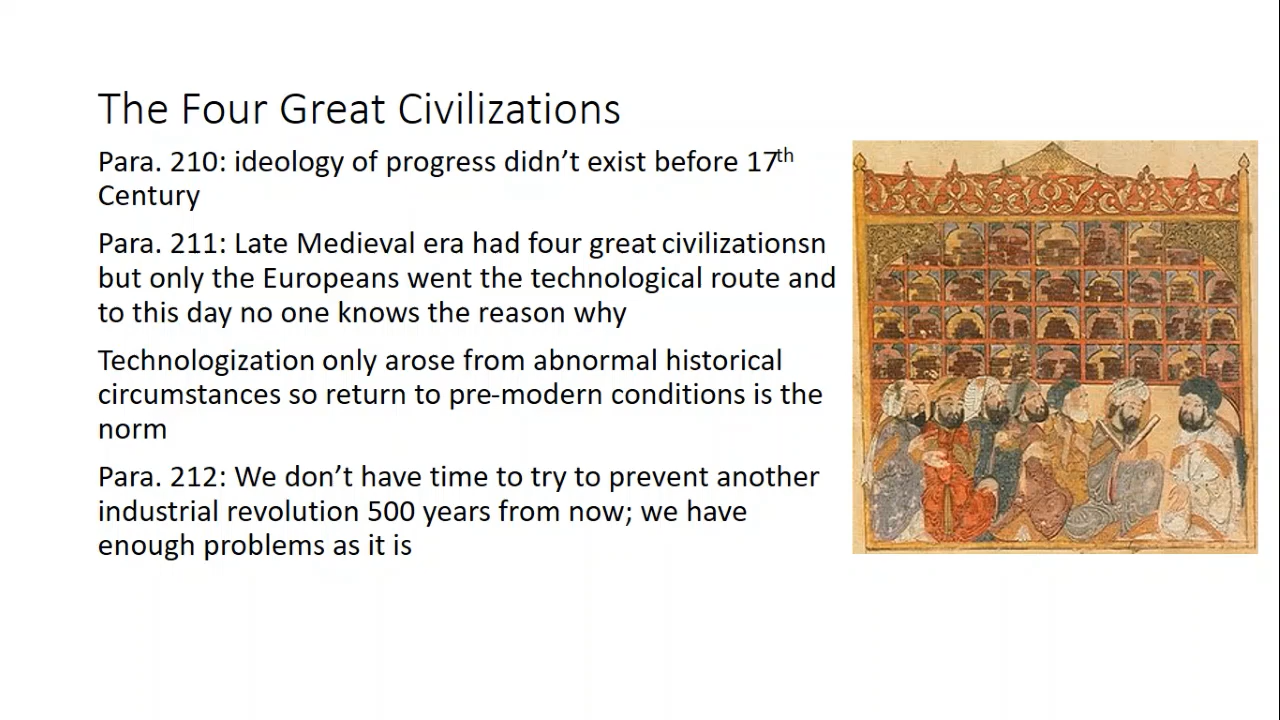 The Four Great Civilizations
Para. 210: ideology of progress didn’t exist before 17th
Century
Para. 211: Late Medieval era had four great civilizationsn
but only the Europeans went the technological route and
to this day no one knows the reason why
Technologization only arose from abnormal historical
circumstances so return to pre-modern conditions is the
norm
Para. 212: We don’t have time to try to prevent another
industrial revolution 500 years from now; we have
enough problems as it is